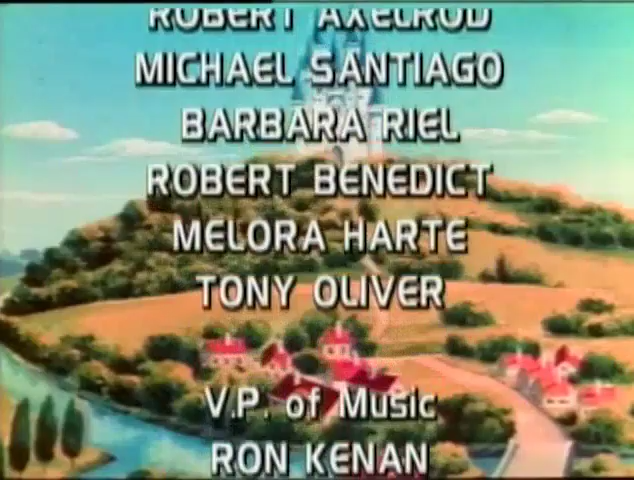 ROBERT AXELROD
MICHAEL SANTIAGO
BARBARA RIEL
ROBERT BENEDICT
MELORA HARTE
TONY OLIVER
V.P. of Music
RON KENAN